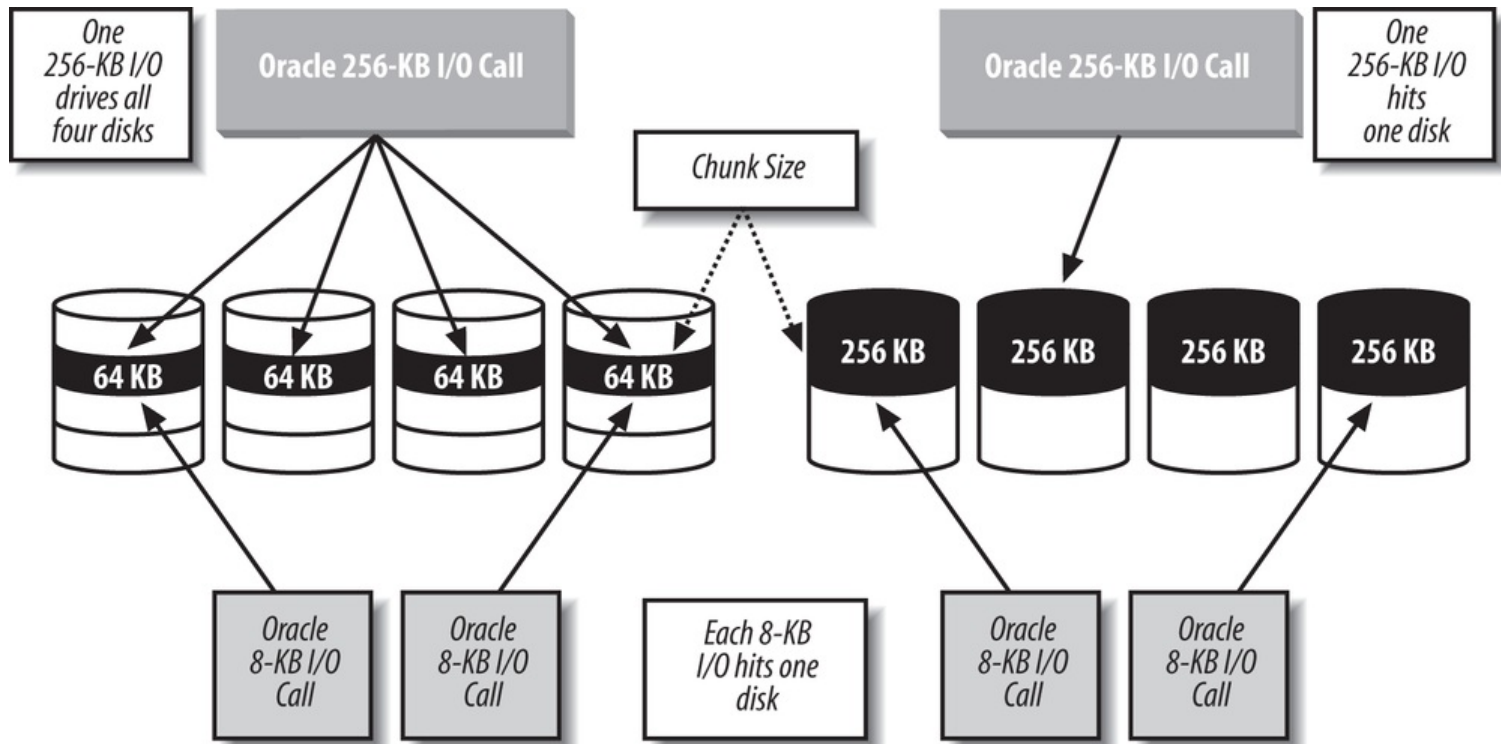 One
256-KB I/O
drives all
four disks
Oracle 256-KB I/O Call
Oracle 256-KB I/O Call
One
256-KB I/O
hits
one disk
Chunk Size
64 KB
64 KB
64 KB
64 KB
256 KB
256 KB
256 KB
256 KB
Oracle
8-KB I/O
Call
Oracle
8-KB I/O
Call
Each 8-KB
I/O hits one
disk
Oracle
8-KB I/O
Call
Oracle
8-KB I/O
Call